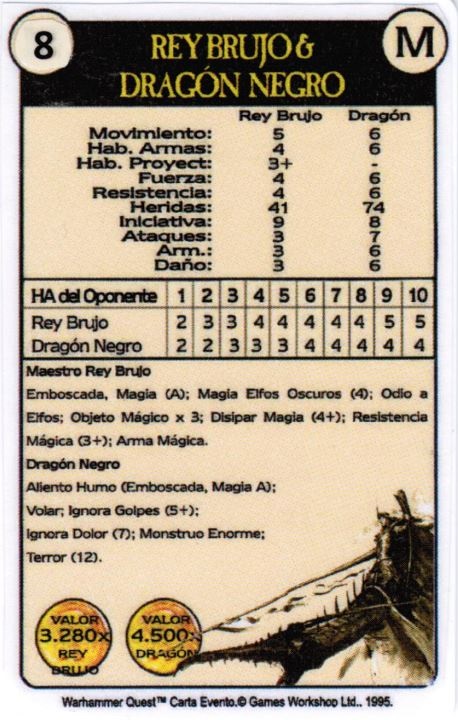 8
REY BRUJO &
DRAGÓN NEGRO
M
Rey Brujo Dragón
Movimiento: 5 6
Hab. Armas: 4 6
Hab. Proyect: 3+ -
Fuerza: 4 6
Resistencia: 4 6
Heridas: 41 74
Iniciativa: 9 8
Ataques: 3 7
Arm.: 3 6
Daño: 3 6
HA del Oponente 1 2 3 4 5 6 7 8 9 10
Rey Brujo 2 3 3 4 4 4 4 4 5 5
Dragón Negro 2 2 3 3 3 4 4 4 4 4
Maestro Rey Brujo
Emboscada, Magia (A); Magia Elfos Oscuros (4); Odio a
Elfos; Objeto Mágico x 3; Disipar Magia (4+); Resistencia
Mágica (3+); Arma Mágica.
Dragón Negro
Aliento Humo (Emboscada, Magia A);
Volar; Ignora Golpes (5+);
Ignora Dolor (7); Monstruo Enorme;
Terror (12).
VALOR
3.280x
REY
BRUJO
VALOR
4.500x
DRAGÓN
Warhammer Quest™ Carta Evento.© Games Workshop Ltd.. 1995.